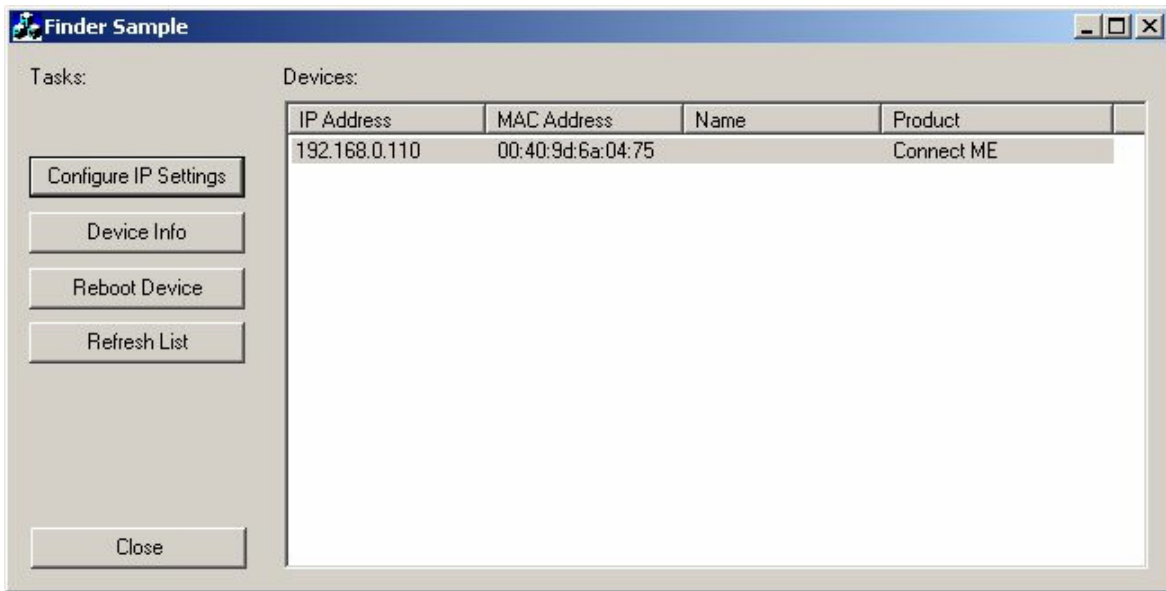 Finder Sample
Tasks:
Devices:
IP Address MAC Address Name Product
192.168.0.110 00:40:9d:6a:04:75 Connect ME
Configure IP Settings
Device Info
Reboot Device
Refresh List
Close